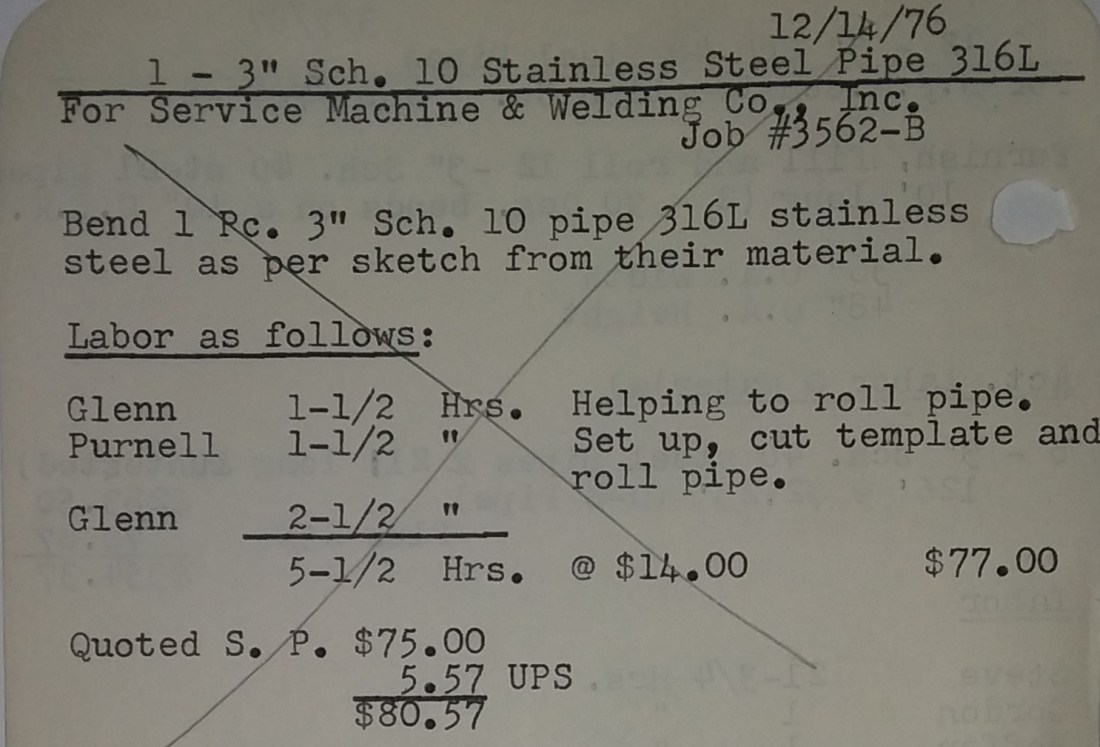 12/14/76
1 - 3" Sch. 10 Stainless Steel Pipe 316L
For Service Machine & Welding Co., Inc.
Job #3562-B
Bend 1 Pc. 3" Sch. 10 pipe 316L stainless
steel as per sketch from their material.
Labor as follows:
Glenn 1-1/2 Hrs. Helping to roll pipe.
Purnell 1-1/2 " Set up, cut template and
roll pipe.
Glenn 2-1/2 "
5-1/2 Hrs. @ $14.00 $77.00
Quoted S. P. $75.00
5.57 UPS
$80.57